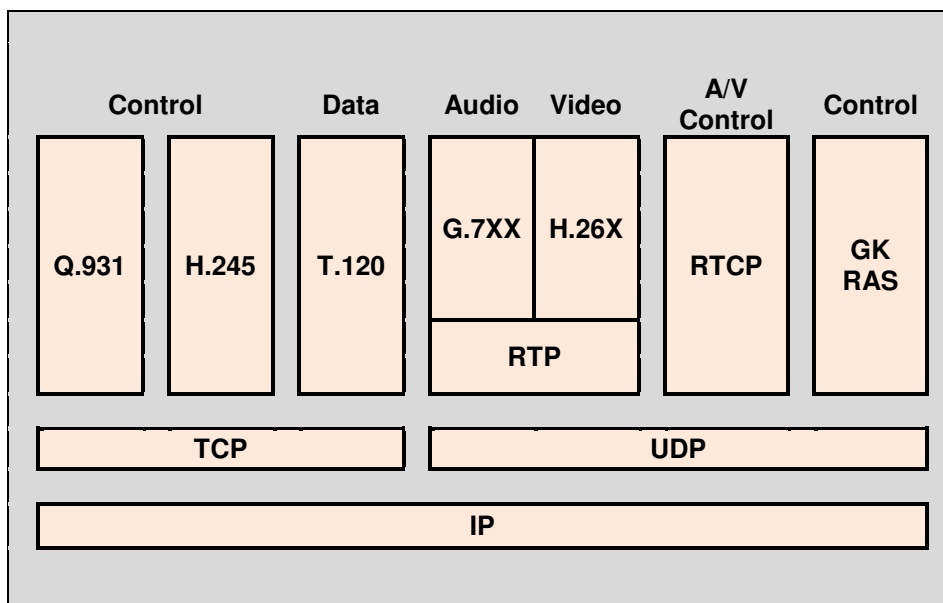 Control Data Audio Video A/V Control Control
Q.931 H.245 T.120 G.7XX H.26X RTCP GK RAS
RTP
TCP UDP
IP